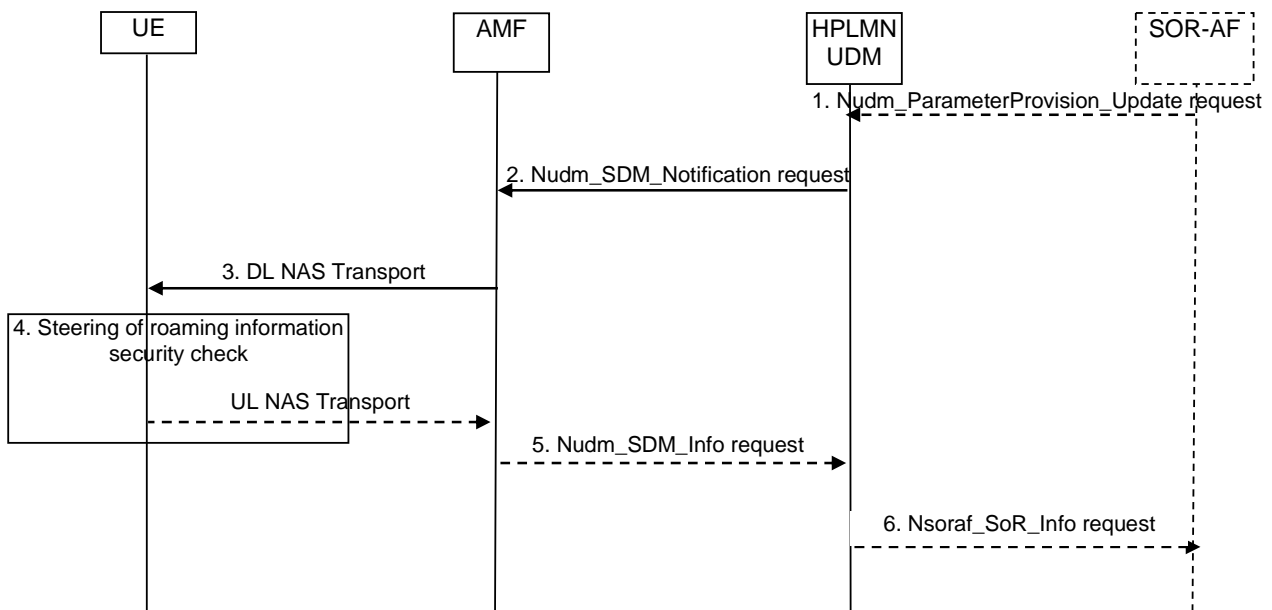 UE
AMF
HPLMN
UDM
SOR-AF
1. Nudm_ParameterProvision_Update request
2. Nudm_SDM_Notification request
3. DL NAS Transport
4. Steering of roaming information
security check
UL NAS Transport
5. Nudm_SDM_Info request
6. Nsoraf_SoR_Info request